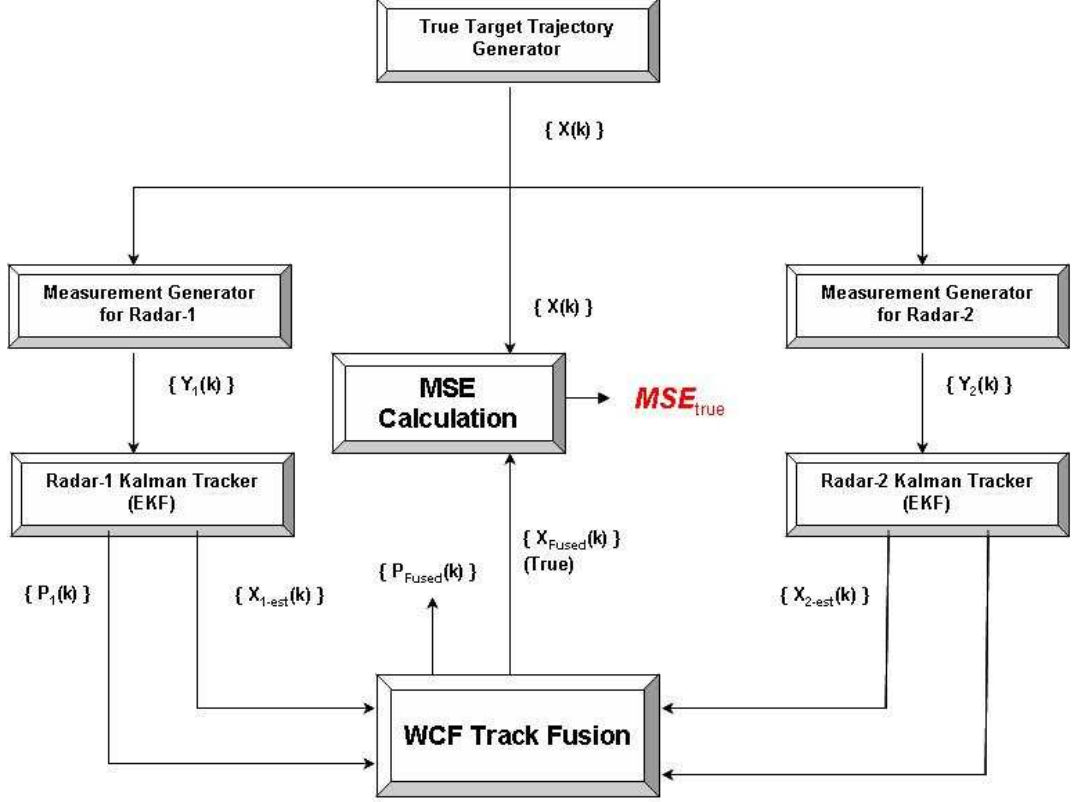 True Target Trajectory
Generator
{ X(k) }
Measurement Generator
for Radar-1
{ X(k) }
Measurement Generator
for Radar-2
{ Y1(k) }
MSE
Calculation
MSEtrue
{ Y2(k) }
Radar-1 Kalman Tracker
(EKF)
Radar-2 Kalman Tracker
(EKF)
{ P1(k) }
{ X1-est(k) }
{ PFused(k) }
{ XFused(k) }
(True)
{ X2-est(k) }
WCF Track Fusion